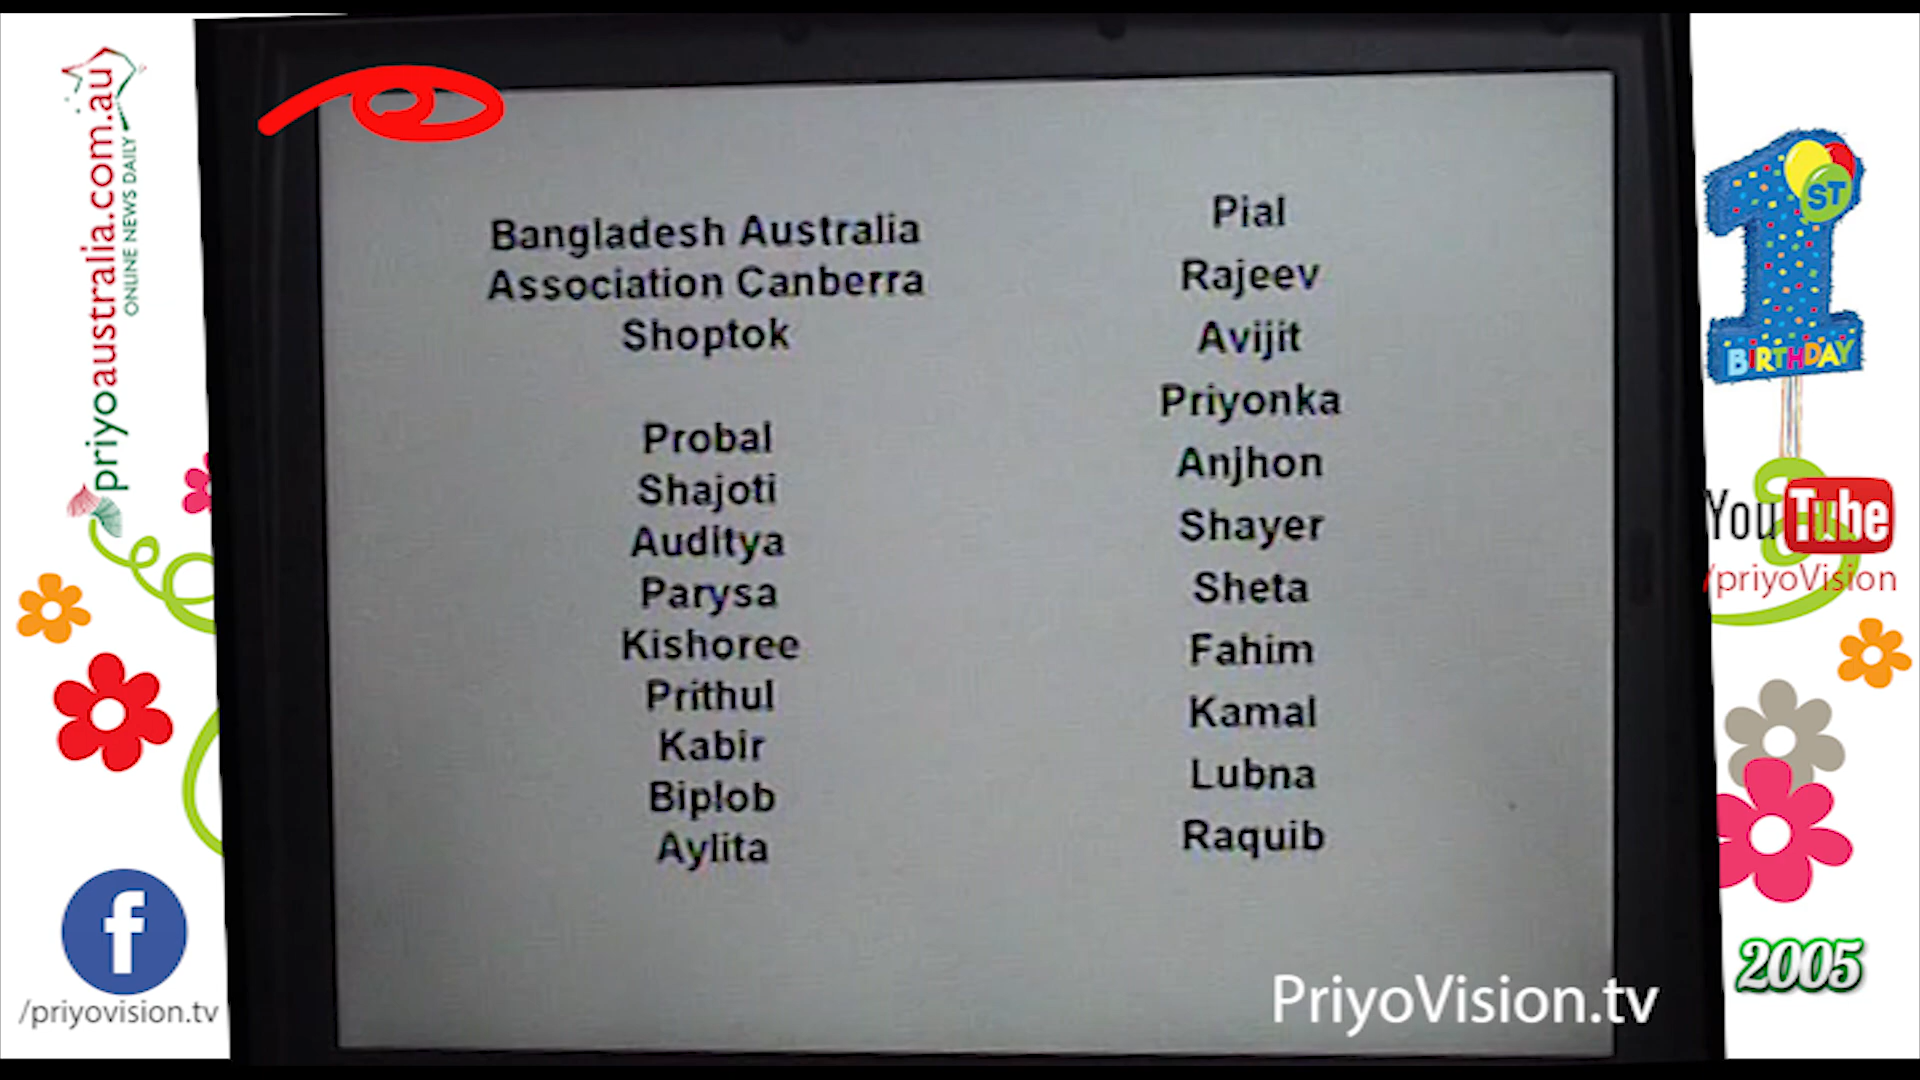 priyoaustralia.com.au
ONLINE NEWS DAILY
Bangladesh Australia
Association Canberra
Shoptok
Probal
Shajoti
Auditya
Parysa
Kishoree
Prithul
Kabir
Biplob
Aylita
Pial
Rajeev
Avijit
Priyonka
Anjhon
Shayer
Sheta
Fahim
Kamal
Lubna
Raquib
1
ST
BIRTHDAY
YouTube
/priyoVision
2005
f
/priyovision.tv
PriyoVision.tv